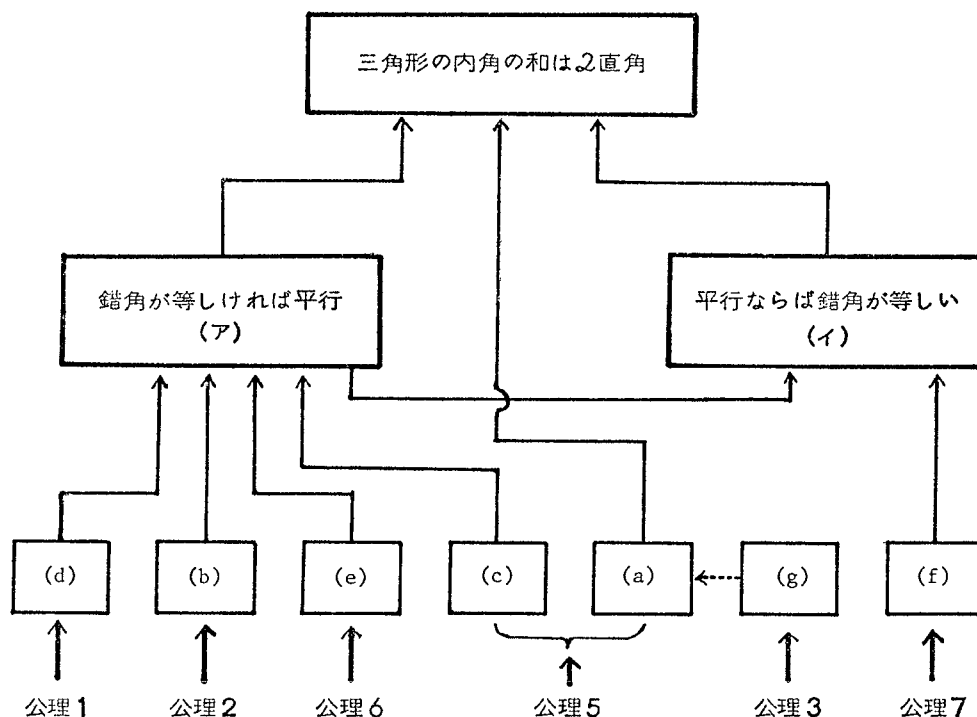 三角形の内角の和は2直角
錯角が等しければ平行
(ア)
平行ならば錯角が等しい
(イ)
(d)
(b)
(e)
(c)
(a)
(g)
(f)
公理1
公理2
公理6
公理5
公理3
公理7